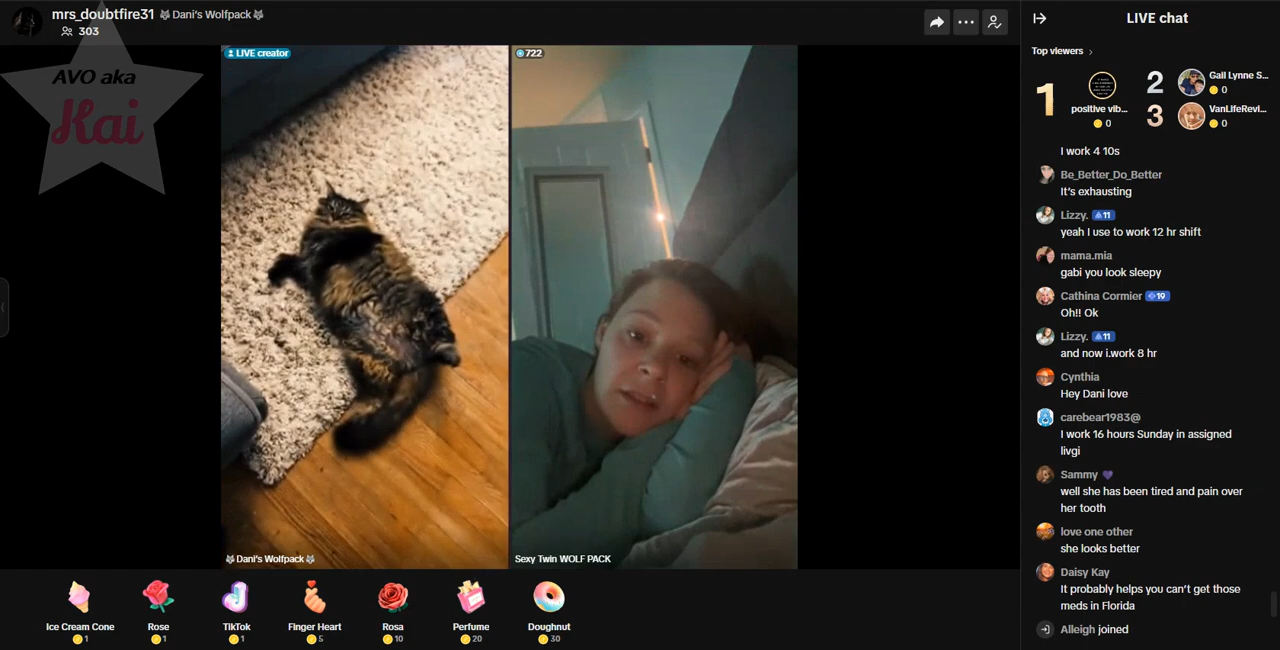 mrs_doubtfire31 🐺Dani's Wolfpack🐺
303
AVO aka
Kai
LIVE creator
722
🐺Dani's Wolfpack🐺
Sexy Twin WOLF PACK
Ice Cream Cone
1
Rose
1
TikTok
1
Finger Heart
5
Rosa
10
Perfume
20
Doughnut
30
LIVE chat
Top viewers >
1
positive vib...
0
2
Gail Lynne S...
0
3
VanLifeRevi...
0
I work 4 10s
Be_Better_Do_Better
It's exhausting
Lizzy. 11
yeah I use to work 12 hr shift
mama.mia
gabi you look sleepy
Cathina Cormier 19
Oh!! Ok
Lizzy. 11
and now i.work 8 hr
Cynthia
Hey Dani love
carebear1983@
I work 16 hours Sunday in assigned
livgi
Sammy 💜
well she has been tired and pain over
her tooth
love one other
she looks better
Daisy Kay
It probably helps you can't get those
meds in Florida
Alleigh joined